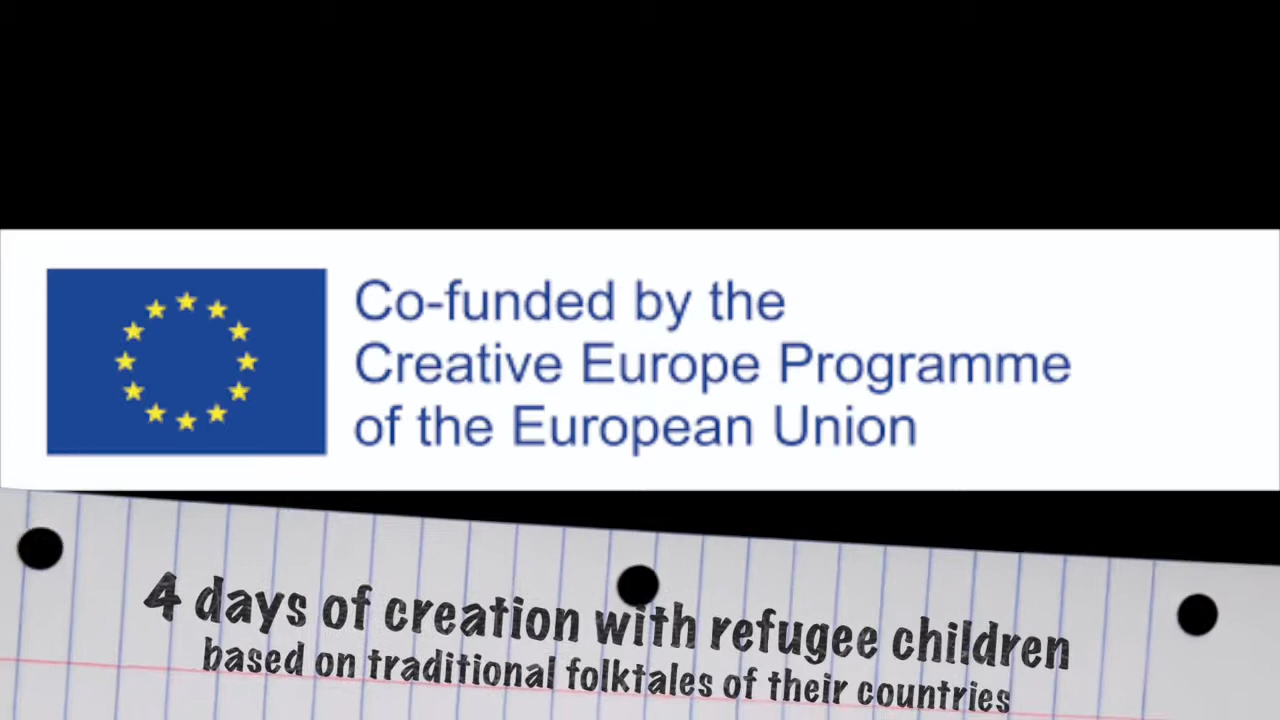 Co-funded by the
Creative Europe Programme
of the European Union
4 days of creation with refugee children
based on traditional folktales of their countries